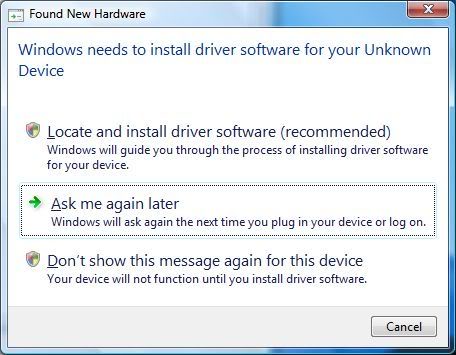 Found New Hardware
Windows needs to install driver software for your Unknown
Device
Locate and install driver software (recommended)
Windows will guide you through the process of installing driver software
for your device.
Ask me again later
Windows will ask again the next time you plug in your device or log on.
Don't show this message again for this device
Your device will not function until you install driver software.
Cancel